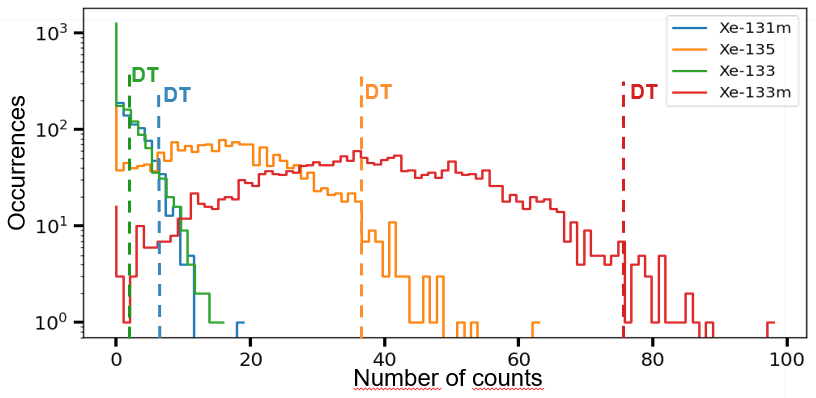 10³
10²
10¹
10⁰
Occurrences
DT
DT
DT
DT
Xe-131m
Xe-135
Xe-133
Xe-133m
0
20
40
60
80
100
Number of counts